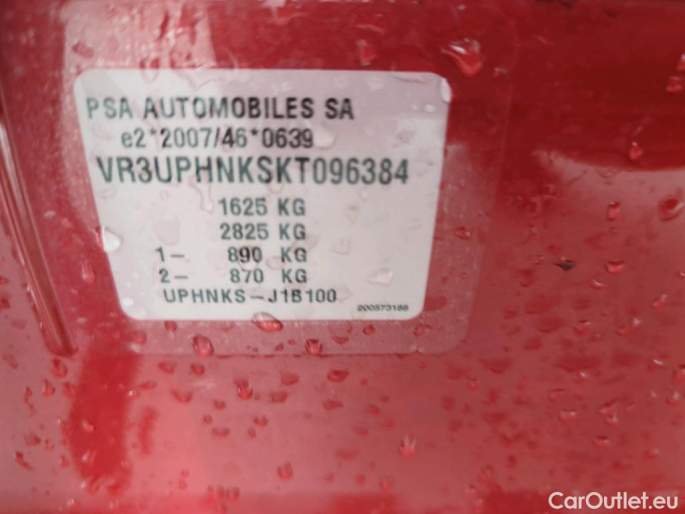 PSA AUTOMOBILES SA
e2*2007/46*0639
VR3UPHNKSKT096384
1625 KG
2825 KG
1- 890 KG
2- 870 KG
UPHNKS-J1B100
CarOutlet.eu